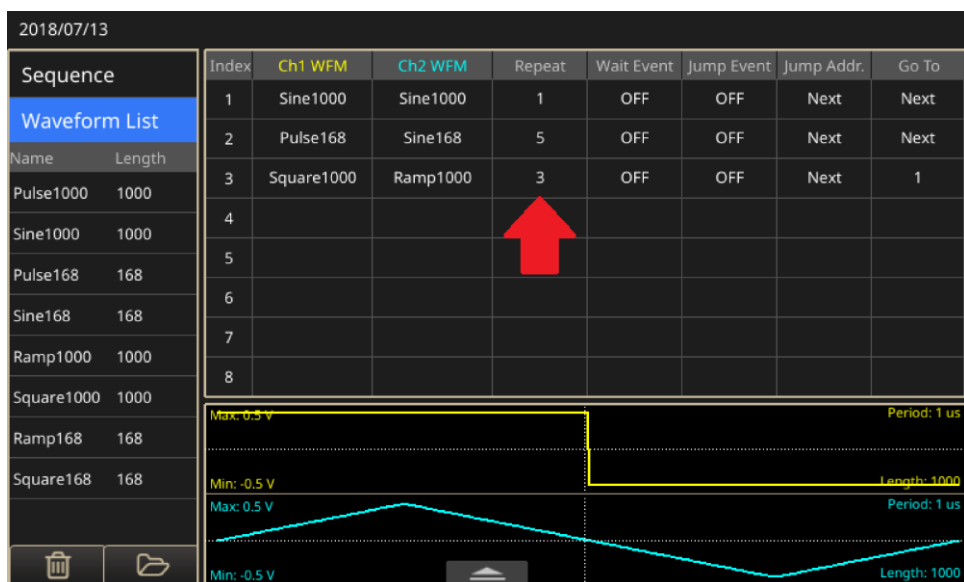 2018/07/13
Sequence
Waveform List
Name Length
Pulse1000 1000
Sine1000 1000
Pulse168 168
Sine168 168
Ramp1000 1000
Square1000 1000
Ramp168 168
Square168 168
Index Ch1 WFM Ch2 WFM Repeat Wait Event Jump Event Jump Addr. Go To
1 Sine1000 Sine1000 1 OFF OFF Next Next
2 Pulse168 Sine168 5 OFF OFF Next Next
3 Square1000 Ramp1000 3 OFF OFF Next 1
4
5
6
7
8
Max: 0.5 V Period: 1 us
Min: -0.5 V Length: 1000
Max: 0.5 V Period: 1 us
Min: -0.5 V Length: 1000